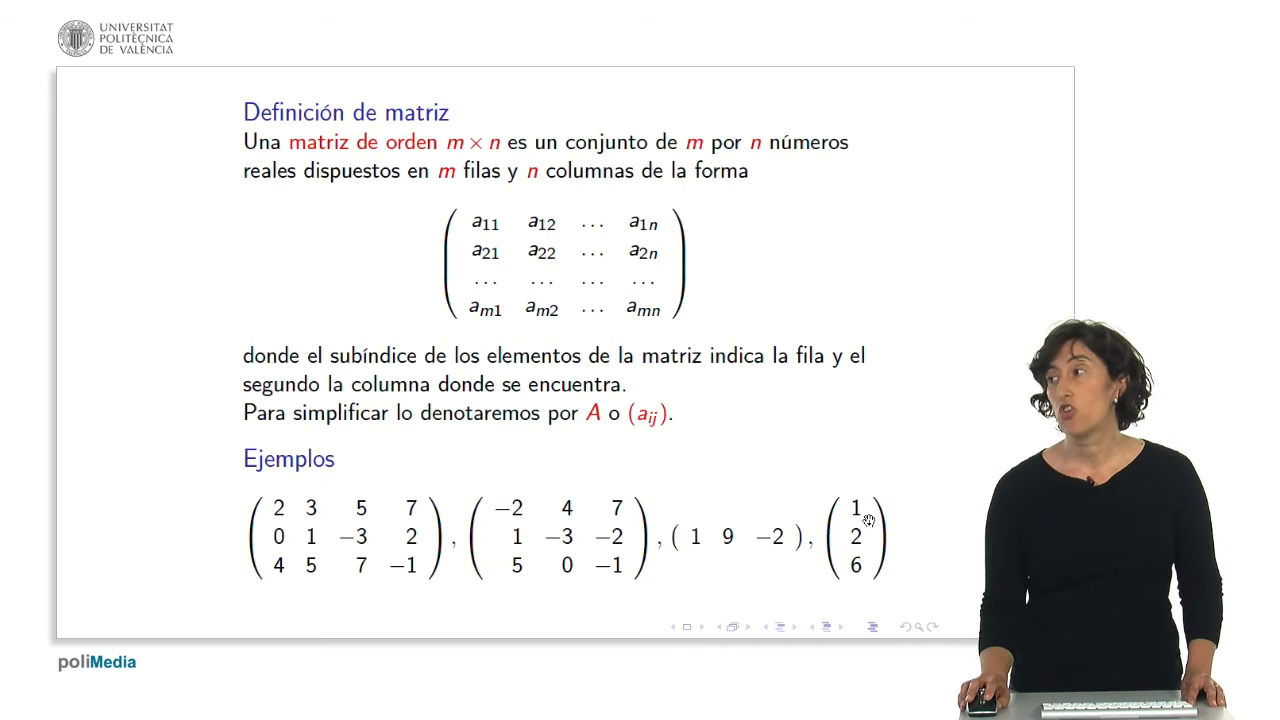 UNIVERSITAT
POLITÈCNICA
DE VALÈNCIA
Definición de matriz
Una matriz de orden m × n es un conjunto de m por n números
reales dispuestos en m filas y n columnas de la forma
( a₁₁ a₁₂ … a₁ₙ
a₂₁ a₂₂ … a₂ₙ
… … … …
aₘ₁ aₘ₂ … aₘₙ )
donde el subíndice de los elementos de la matriz indica la fila y el
segundo la columna donde se encuentra.
Para simplificar lo denotaremos por A o (aᵢⱼ).
Ejemplos
( 2 3 5 7 ( −2 4 7 ( 1
0 1 −3 2 , 1 −3 −2 , ( 1 9 −2 ) , 2
4 5 7 −1 ) 5 0 −1 ) 6 )
poliMedia